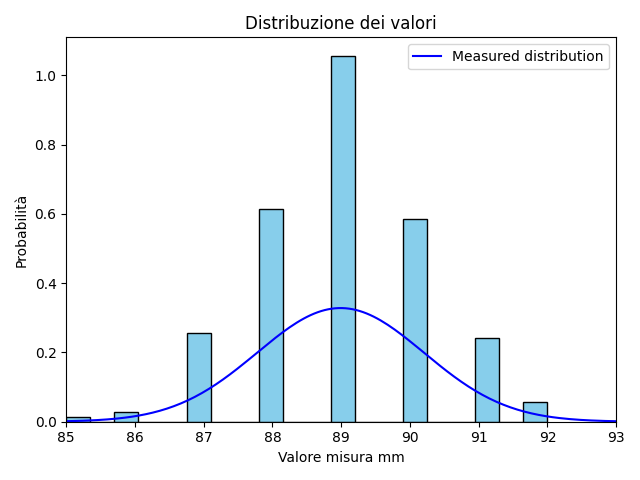 Distribuzione dei valori
Measured distribution
1.0
0.8
0.6
0.4
0.2
0.0
Probabilità
85 86 87 88 89 90 91 92 93
Valore misura mm